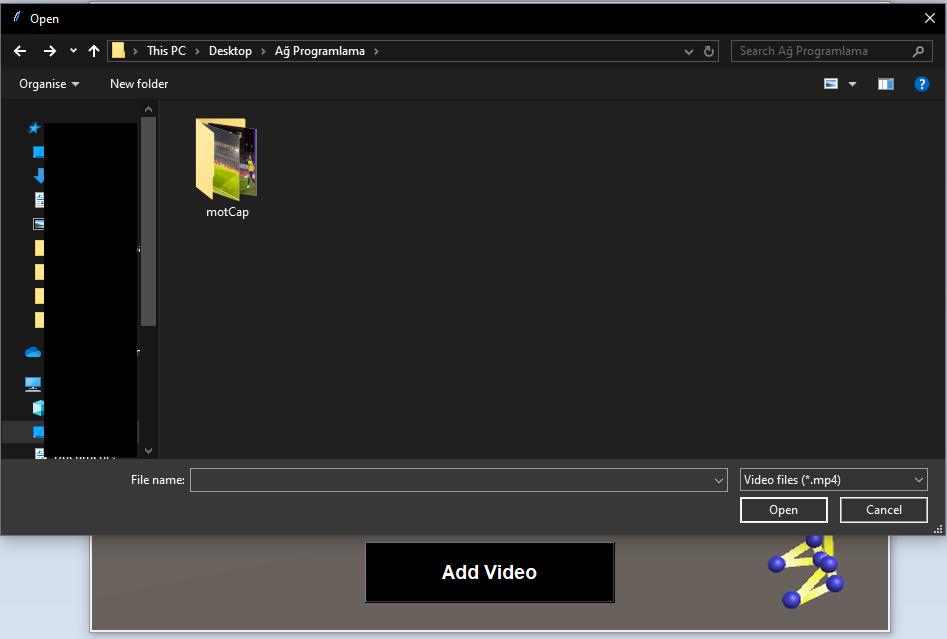 Open
This PC > Desktop > Ağ Programlama >
Search Ağ Programlama
Organise
New folder
?
motCap
File name:
Video files (*.mp4)
Open
Cancel
Add Video